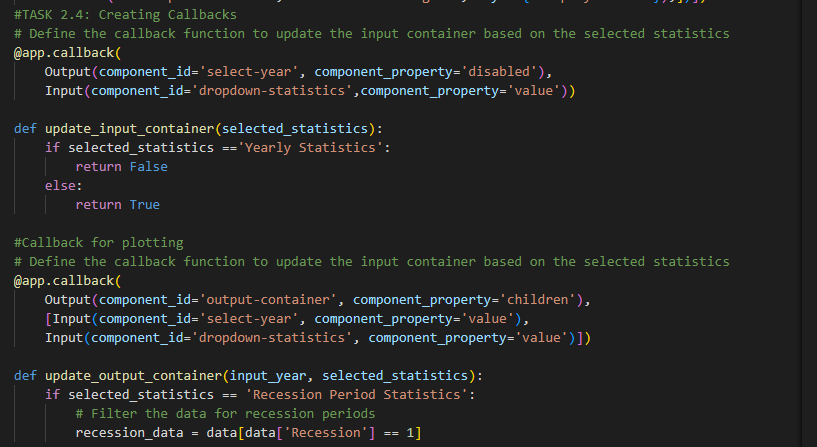 #TASK 2.4: Creating Callbacks
# Define the callback function to update the input container based on the selected statistics
@app.callback(
    Output(component_id='select-year', component_property='disabled'),
    Input(component_id='dropdown-statistics',component_property='value'))

def update_input_container(selected_statistics):
    if selected_statistics =='Yearly Statistics':
        return False
    else:
        return True

#Callback for plotting
# Define the callback function to update the input container based on the selected statistics
@app.callback(
    Output(component_id='output-container', component_property='children'),
    [Input(component_id='select-year', component_property='value'),
    Input(component_id='dropdown-statistics', component_property='value')])

def update_output_container(input_year, selected_statistics):
    if selected_statistics == 'Recession Period Statistics':
        # Filter the data for recession periods
        recession_data = data[data['Recession'] == 1]